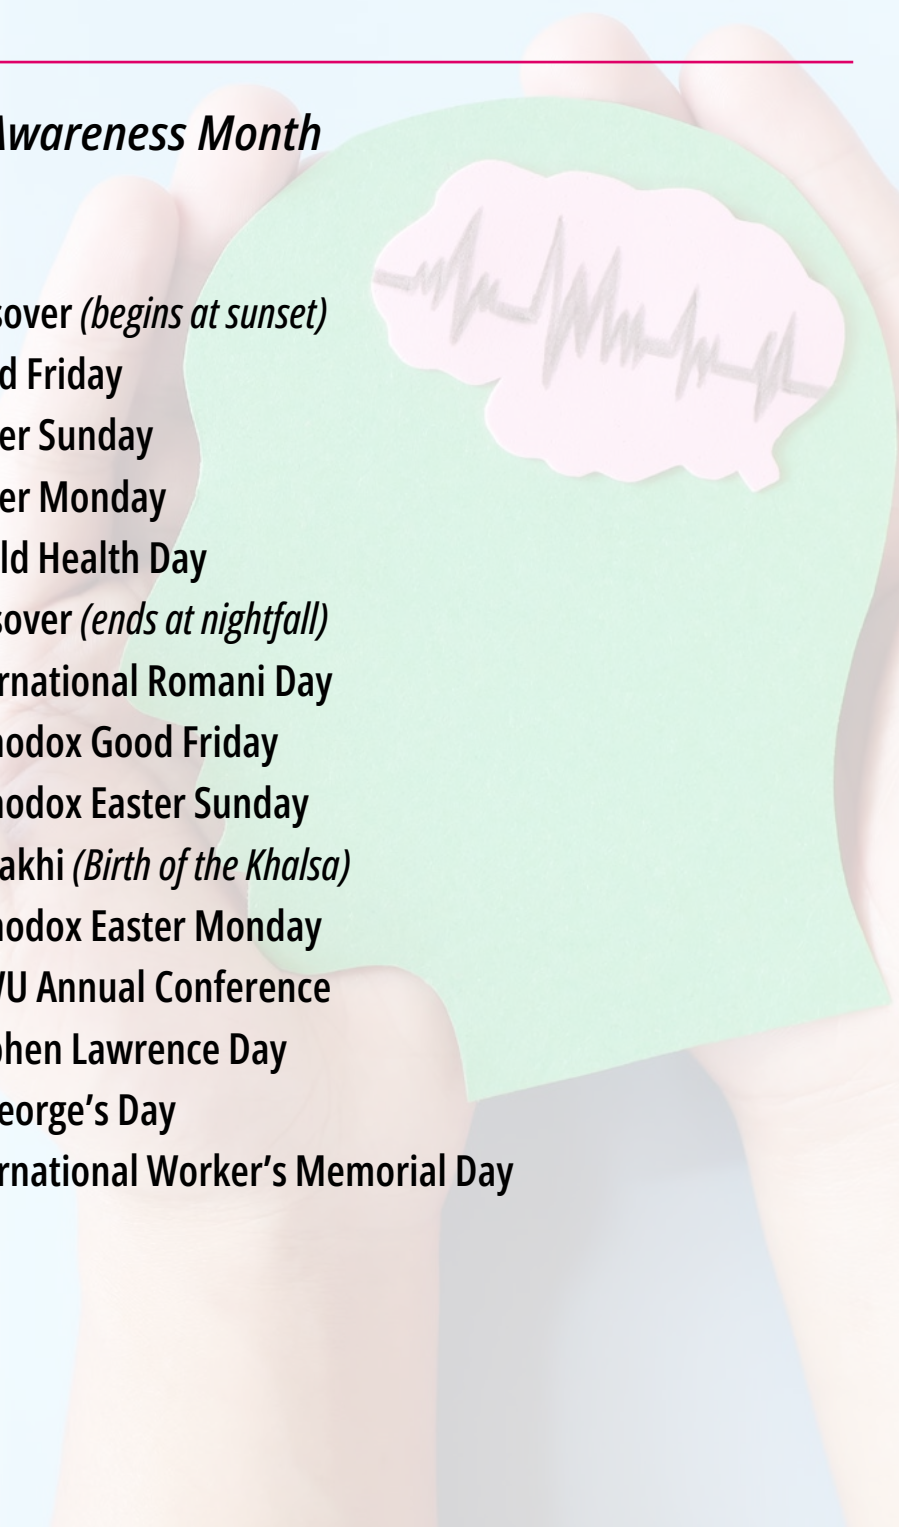 Awareness Month
sover (begins at sunset)
d Friday
er Sunday
er Monday
ld Health Day
sover (ends at nightfall)
rnational Romani Day
odox Good Friday
odox Easter Sunday
akhi (Birth of the Khalsa)
odox Easter Monday
U Annual Conference
hen Lawrence Day
eorge’s Day
rnational Worker’s Memorial Day